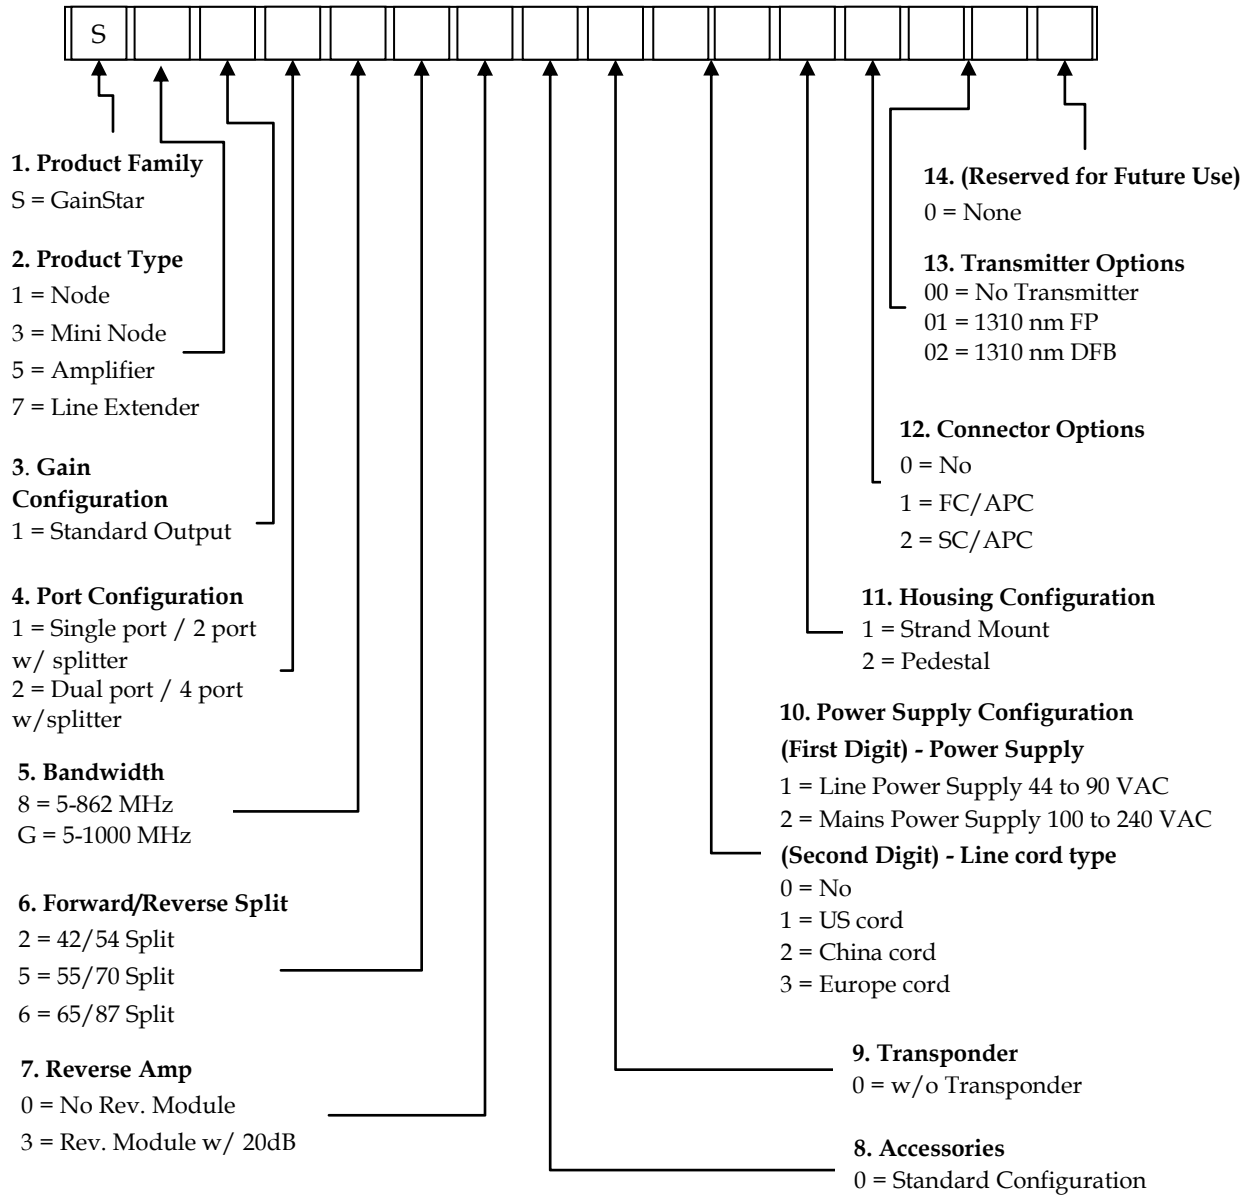 S
1. Product Family
S = GainStar
2. Product Type
1 = Node
3 = Mini Node
5 = Amplifier
7 = Line Extender
3. Gain
Configuration
1 = Standard Output
4. Port Configuration
1 = Single port / 2 port
w/ splitter
2 = Dual port / 4 port
w/splitter
5. Bandwidth
8 = 5-862 MHz
G = 5-1000 MHz
6. Forward/Reverse Split
2 = 42/54 Split
5 = 55/70 Split
6 = 65/87 Split
7. Reverse Amp
0 = No Rev. Module
3 = Rev. Module w/ 20dB
14. (Reserved for Future Use)
0 = None
13. Transmitter Options
00 = No Transmitter
01 = 1310 nm FP
02 = 1310 nm DFB
12. Connector Options
0 = No
1 = FC/APC
2 = SC/APC
11. Housing Configuration
1 = Strand Mount
2 = Pedestal
10. Power Supply Configuration
(First Digit) - Power Supply
1 = Line Power Supply 44 to 90 VAC
2 = Mains Power Supply 100 to 240 VAC
(Second Digit) - Line cord type
0 = No
1 = US cord
2 = China cord
3 = Europe cord
9. Transponder
0 = w/o Transponder
8. Accessories
0 = Standard Configuration